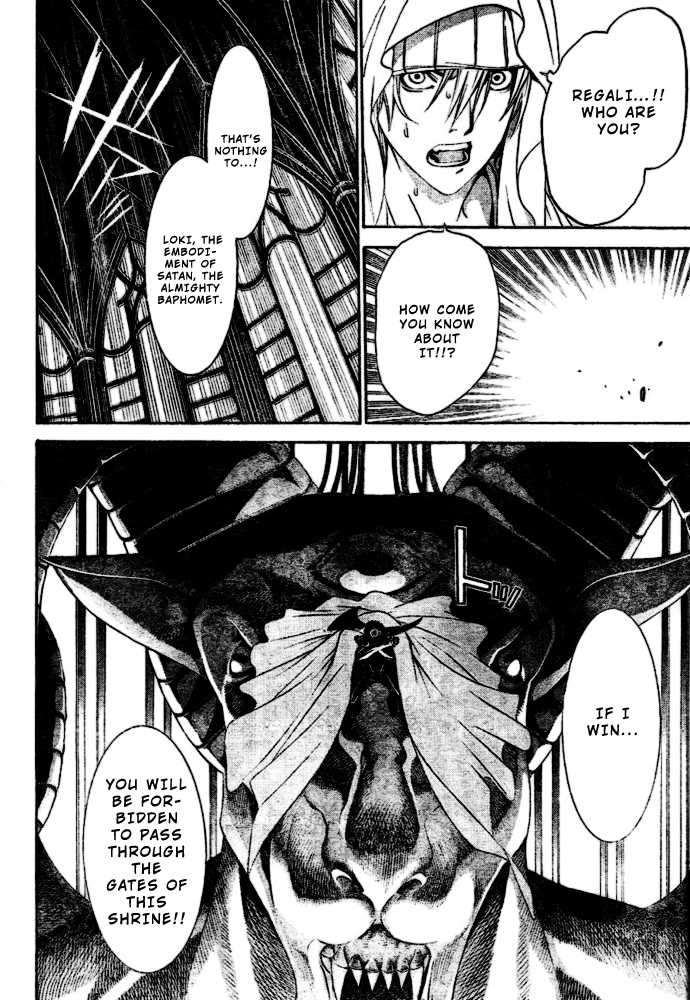 REGALI...!!
WHO ARE
YOU?
HOW COME
YOU KNOW
ABOUT
IT!!?
THAT'S
NOTHING
TO...!
LOKI, THE
EMBODI-
MENT OF
SATAN, THE
ALMIGHTY
BAPHOMET.
IF I
WIN...
YOU WILL
BE FOR-
BIDDEN
TO PASS
THROUGH
THE
GATES OF
THIS
SHRINE!!